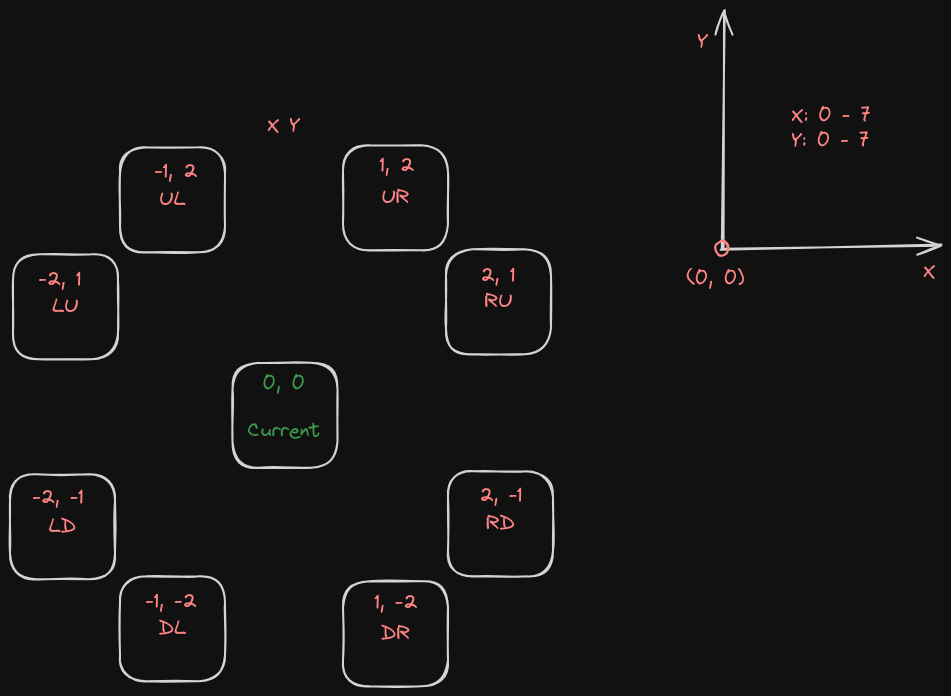 Y
X: 0 - 7
Y: 0 - 7
(0, 0)
X
X Y
-1, 2
UL
1, 2
UR
-2, 1
LU
2, 1
RU
0, 0
Current
-2, -1
LD
2, -1
RD
-1, -2
DL
1, -2
DR